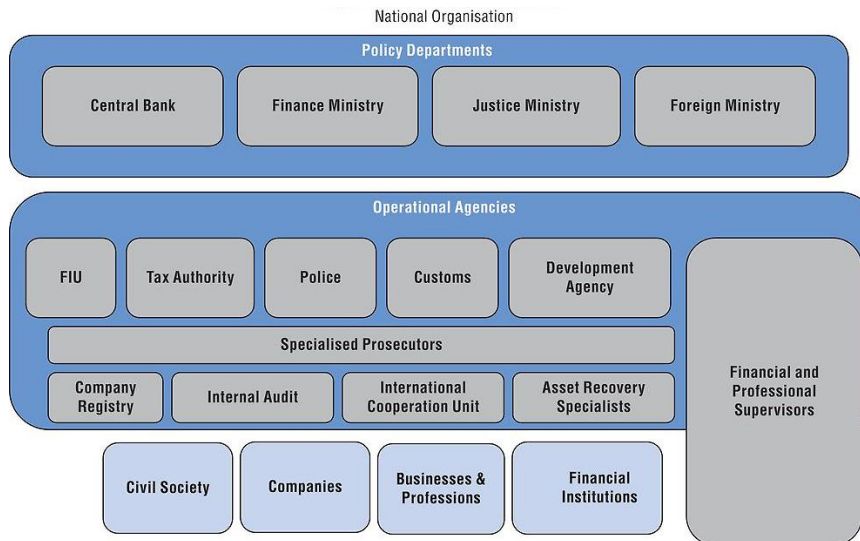 National Organisation
Policy Departments
Central Bank
Finance Ministry
Justice Ministry
Foreign Ministry
Operational Agencies
FIU
Tax Authority
Police
Customs
Development
Agency
Specialised Prosecutors
Company
Registry
Internal Audit
International
Cooperation Unit
Asset Recovery
Specialists
Financial and
Professional
Supervisors
Civil Society
Companies
Businesses &
Professions
Financial
Institutions